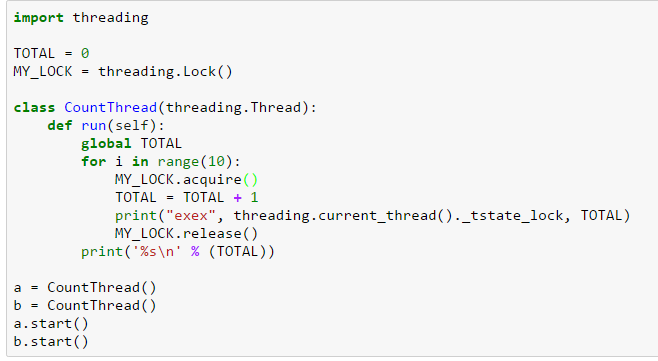 import threading

TOTAL = 0
MY_LOCK = threading.Lock()

class CountThread(threading.Thread):
    def run(self):
        global TOTAL
        for i in range(10):
            MY_LOCK.acquire()
            TOTAL = TOTAL + 1
            print("exex", threading.current_thread()._tstate_lock, TOTAL)
            MY_LOCK.release()
        print('%s\n' % (TOTAL))

a = CountThread()
b = CountThread()
a.start()
b.start()